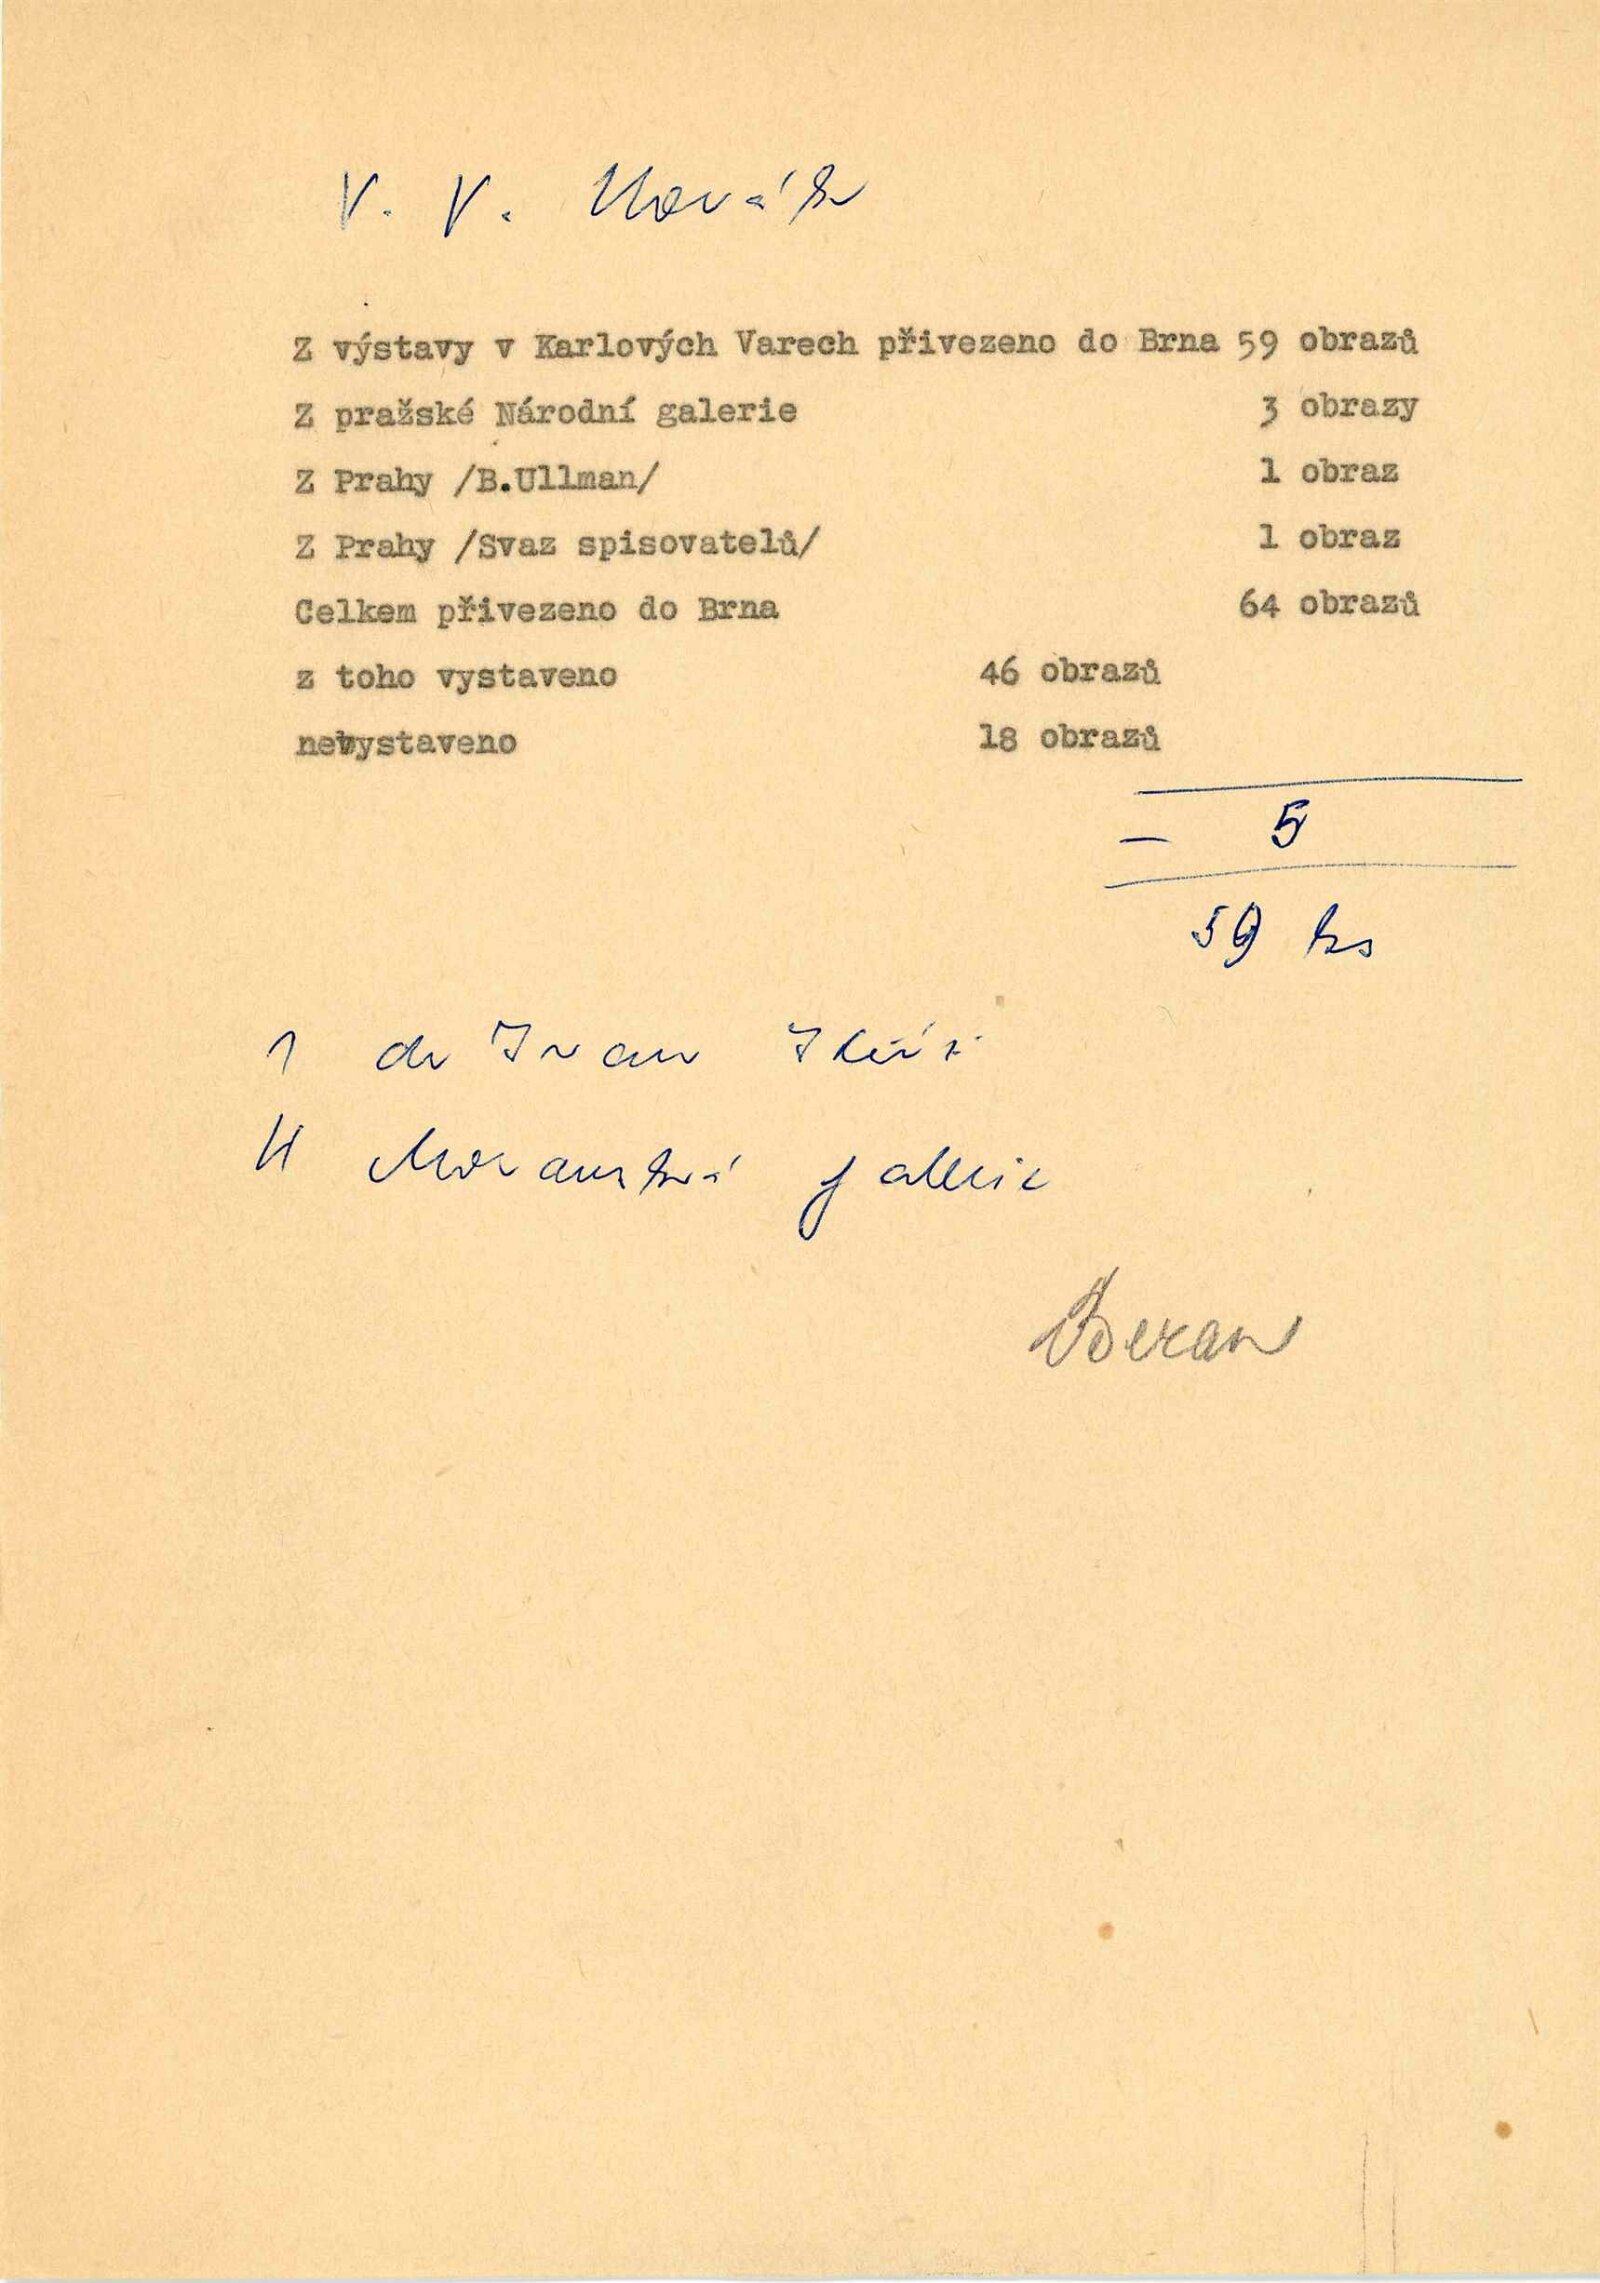 V. V. Novák
Z výstavy v Karlových Varech přivezeno do Brna 59 obrazů
Z pražské Národní galerie 3 obrazy
Z Prahy /B.Ullman/ 1 obraz
Z Prahy /Svaz spisovatelů/ 1 obraz
Celkem přivezeno do Brna 64 obrazů
z toho vystaveno 46 obrazů
nevystaveno 18 obrazů
— 5
59 ks
1 dr Ivan
4 Moravská galerie
Beran